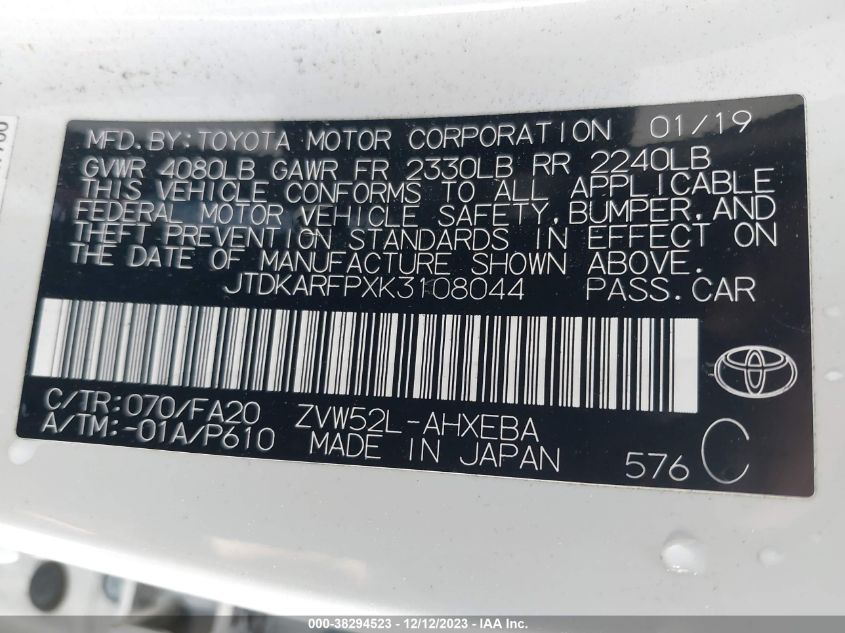 MFD.BY:TOYOTA MOTOR CORPORATION 01/19
GVWR 4080LB GAWR FR 2330LB RR 2240LB
THIS VEHICLE CONFORMS TO ALL APPLICABLE
FEDERAL MOTOR VEHICLE SAFETY,BUMPER,AND
THEFT PREVENTION STANDARDS IN EFFECT ON
THE DATE OF MANUFACTURE SHOWN ABOVE.
JTDKARFPXK3108044 PASS.CAR
C/TR:070/FA20 ZVW52L-AHXEBA
A/TM:-01A/P610 MADE IN JAPAN
576 C
000-38294523 - 12/12/2023 - © IAA Inc.